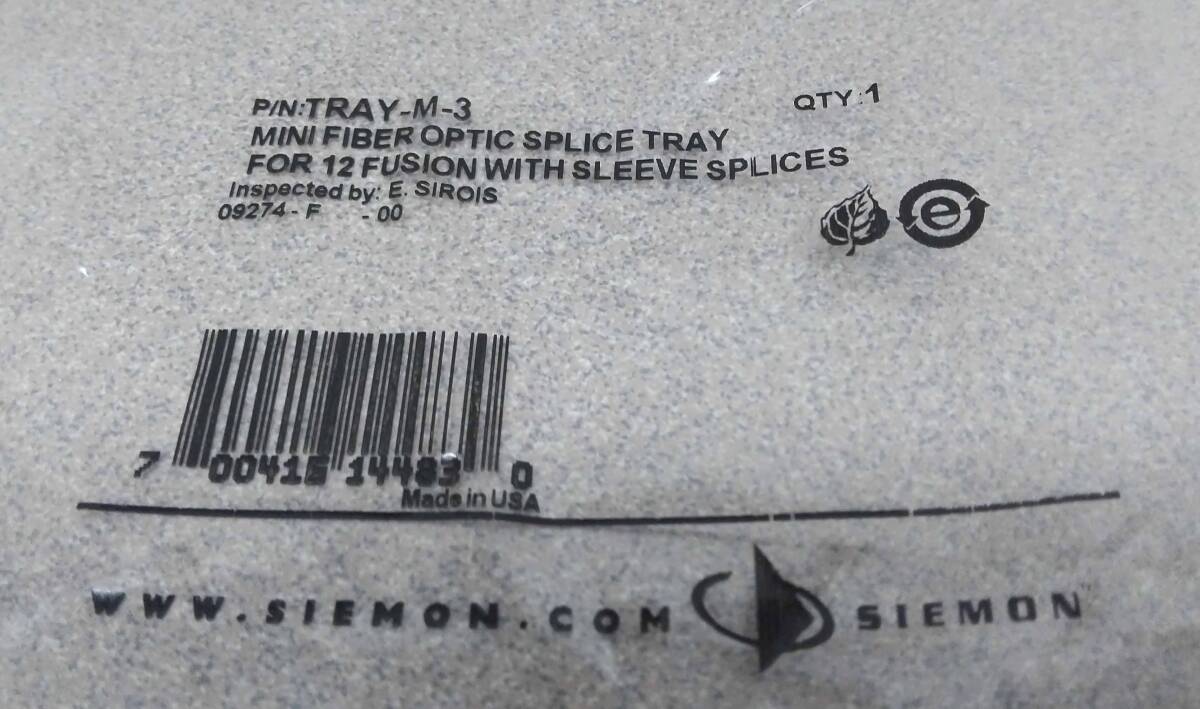 P/N:TRAY-M-3
QTY:1
MINI FIBER OPTIC SPLICE TRAY
FOR 12 FUSION WITH SLEEVE SPLICES
Inspected by: E. SIROIS
09274-F -00
e
7 00415 14483 0
Made in USA
WWW.SIEMON.COM
SIEMON